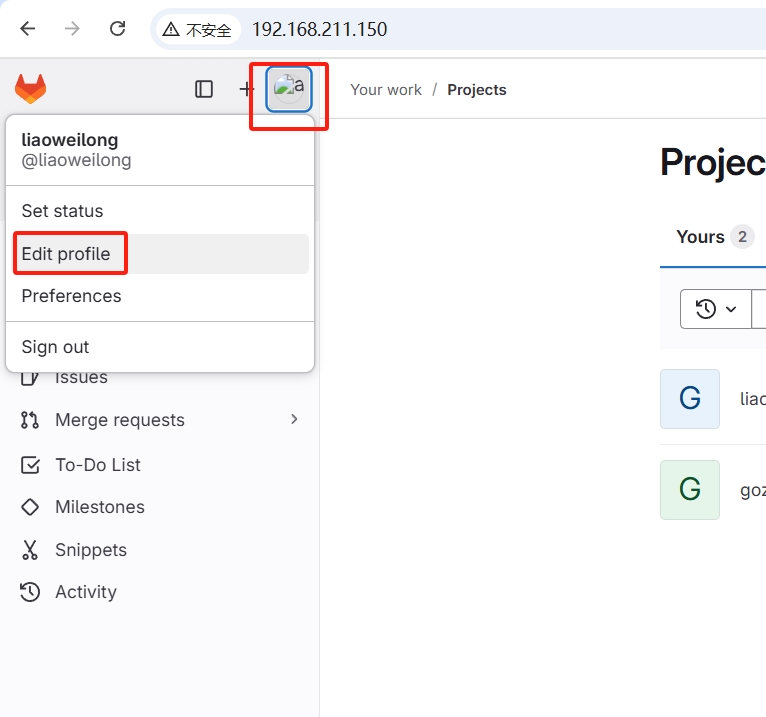 不安全 192.168.211.150
a
Your work / Projects
liaoweilong
@liaoweilong
Set status
Edit profile
Preferences
Sign out
Issues
Merge requests
To-Do List
Milestones
Snippets
Activity
Projec
Yours 2
G
liao
G
goz